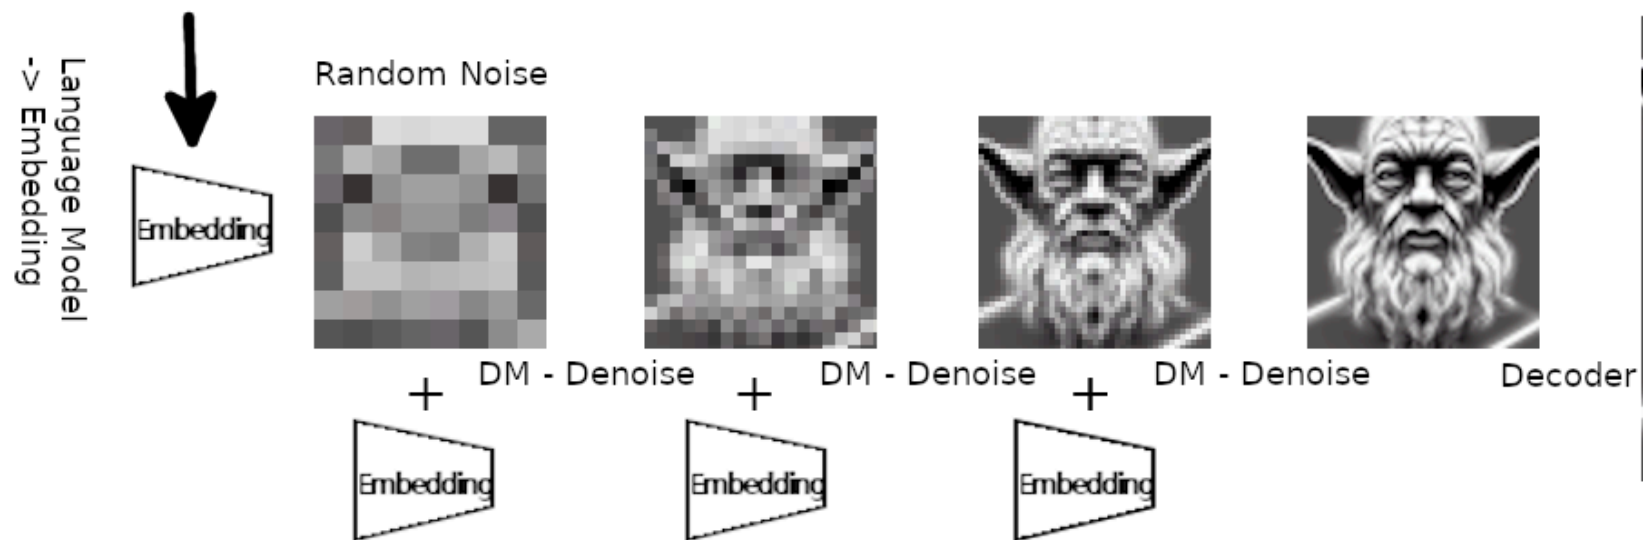 Language Model
-> Embedding
Embedding
Random Noise
DM - Denoise
DM - Denoise
DM - Denoise
Decoder
+
+
+
Embedding
Embedding
Embedding